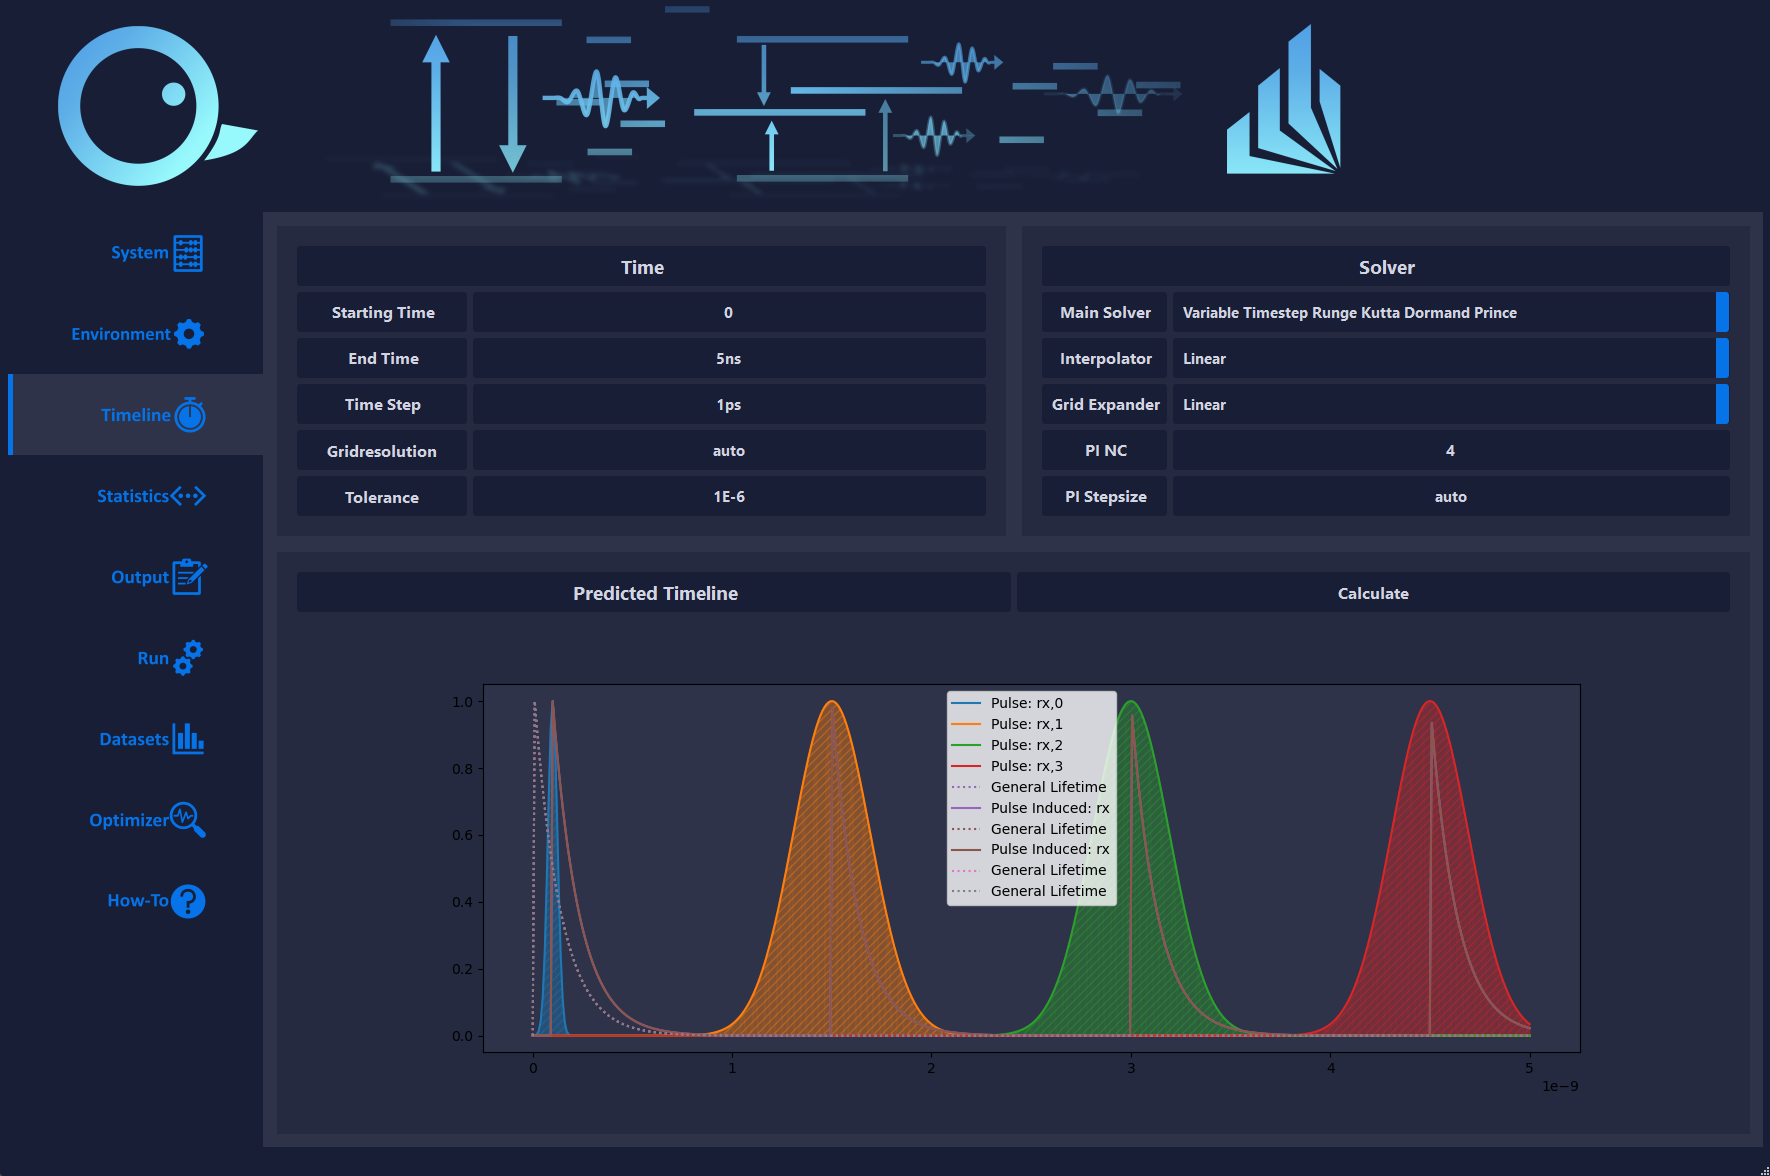 System
Environment
Timeline
Statistics
Output
Run
Datasets
Optimizer
How-To
Time
Starting Time 0
End Time 5ns
Time Step 1ps
Gridresolution auto
Tolerance 1E-6
Solver
Main Solver Variable Timestep Runge Kutta Dormand Prince
Interpolator Linear
Grid Expander Linear
PI NC 4
PI Stepsize auto
Predicted Timeline
Calculate
1.0
0.8
0.6
0.4
0.2
0.0
Pulse: rx,0
Pulse: rx,1
Pulse: rx,2
Pulse: rx,3
General Lifetime
Pulse Induced: rx
General Lifetime
Pulse Induced: rx
General Lifetime
General Lifetime
0 1 2 3 4 5
1e−9